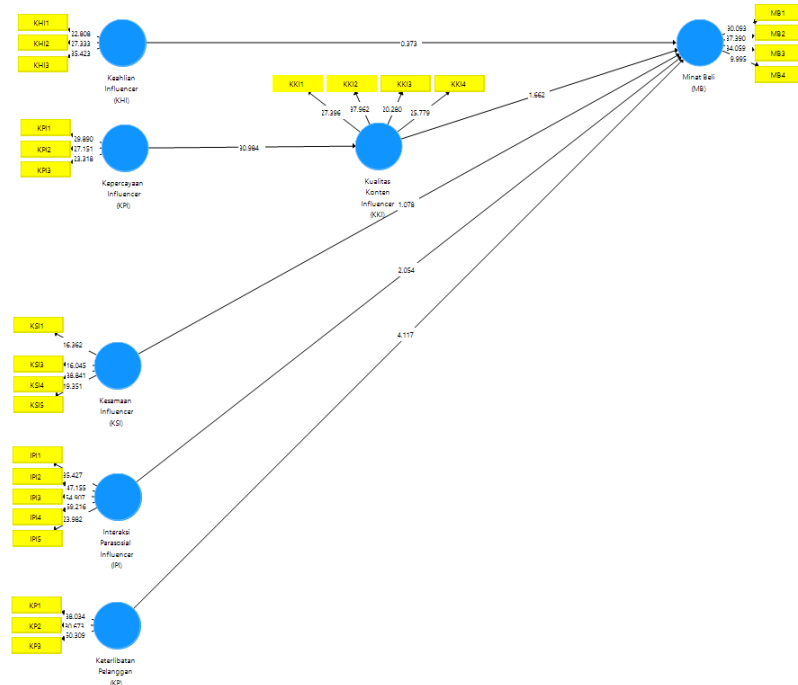 KHI1
KHI2
KHI3
22.808
27.333
35.423
Keahlian
Influencer
(KHI)
0.373
MB1
MB2
MB3
MB4
30.093
37.390
34.059
9.995
Minat Beli
(MB)
KKI1
KKI2
KKI3
KKI4
27.396
37.962
20.280
25.779
1.662
KPI1
KPI2
KPI3
29.890
27.151
23.318
Kepercayaan
Influencer
(KPI)
30.984
Kualitas
Konten
Influencer
(KKI)
1.078
2.054
4.117
KSI1
KSI3
KSI4
KSI5
16.362
16.045
38.841
19.351
Kesamaan
Influencer
(KSI)
IPI1
IPI2
IPI3
IPI4
IPI5
35.427
47.155
39.216
23.982
Interaksi
Parasosial
Influencer
(IPI)
KP1
KP2
KP3
38.034
30.673
50.309
Keterlibatan
Pelanggan
(KP)